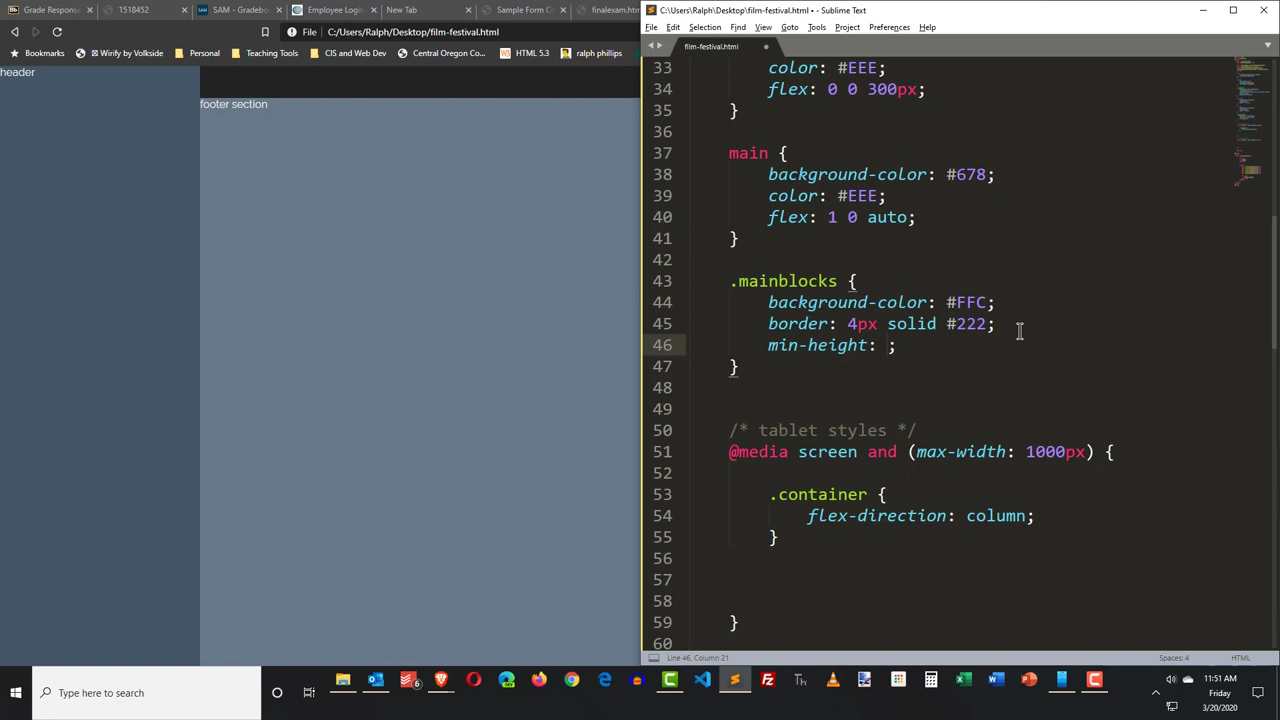 Grade Response
1518452
SAM - Gradeb
Employee Login
New Tab
Sample Form C
finalexam.html
C:\Users\Ralph\Desktop\film-festival.html • - Sublime Text
File C:/Users/Ralph/Desktop/film-festival.html
File Edit Selection Find View Goto Tools Project Preferences Help
Bookmarks Winfy by Volkside Personal Teaching Tools CIS and Web Dev Central Oregon Co... HTML 5.3 ralph phillips
film-festival.html
header
footer section
33 color: #EEE;
34 flex: 0 0 300px;
35 }
36
37 main {
38 background-color: #678;
39 color: #EEE;
40 flex: 1 0 auto;
41 }
42
43 .mainblocks {
44 background-color: #FFC;
45 border: 4px solid #222;
46 min-height: ;
47 }
48
49
50 /* tablet styles */
51 @media screen and (max-width: 1000px) {
52
53 .container {
54 flex-direction: column;
55 }
56
57
58
59 }
60
Line 46, Column 21
Spaces: 4
HTML
Type here to search
11:51 AM
Friday
3/20/2020